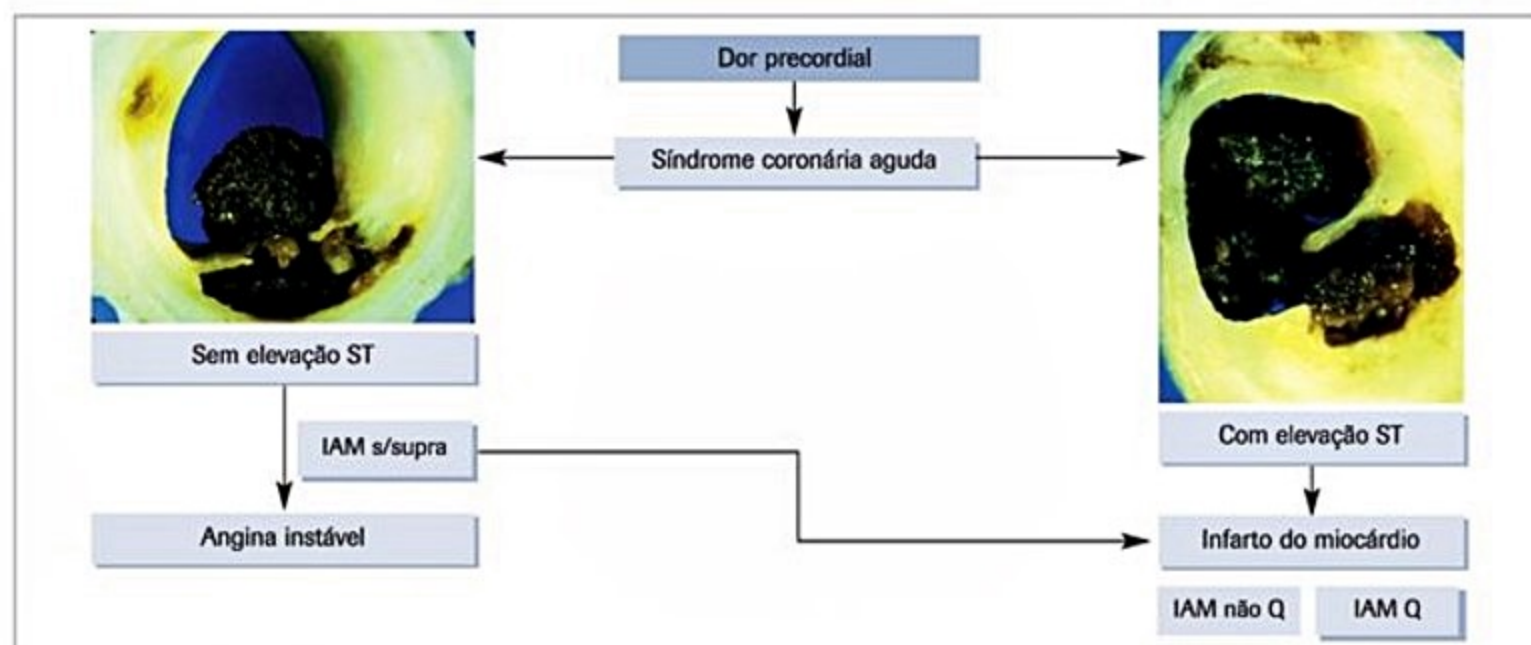 Dor precordial
Síndrome coronária aguda
Sem elevação ST
IAM s/supra
Angina instável
Com elevação ST
Infarto do miocárdio
IAM não Q
IAM Q